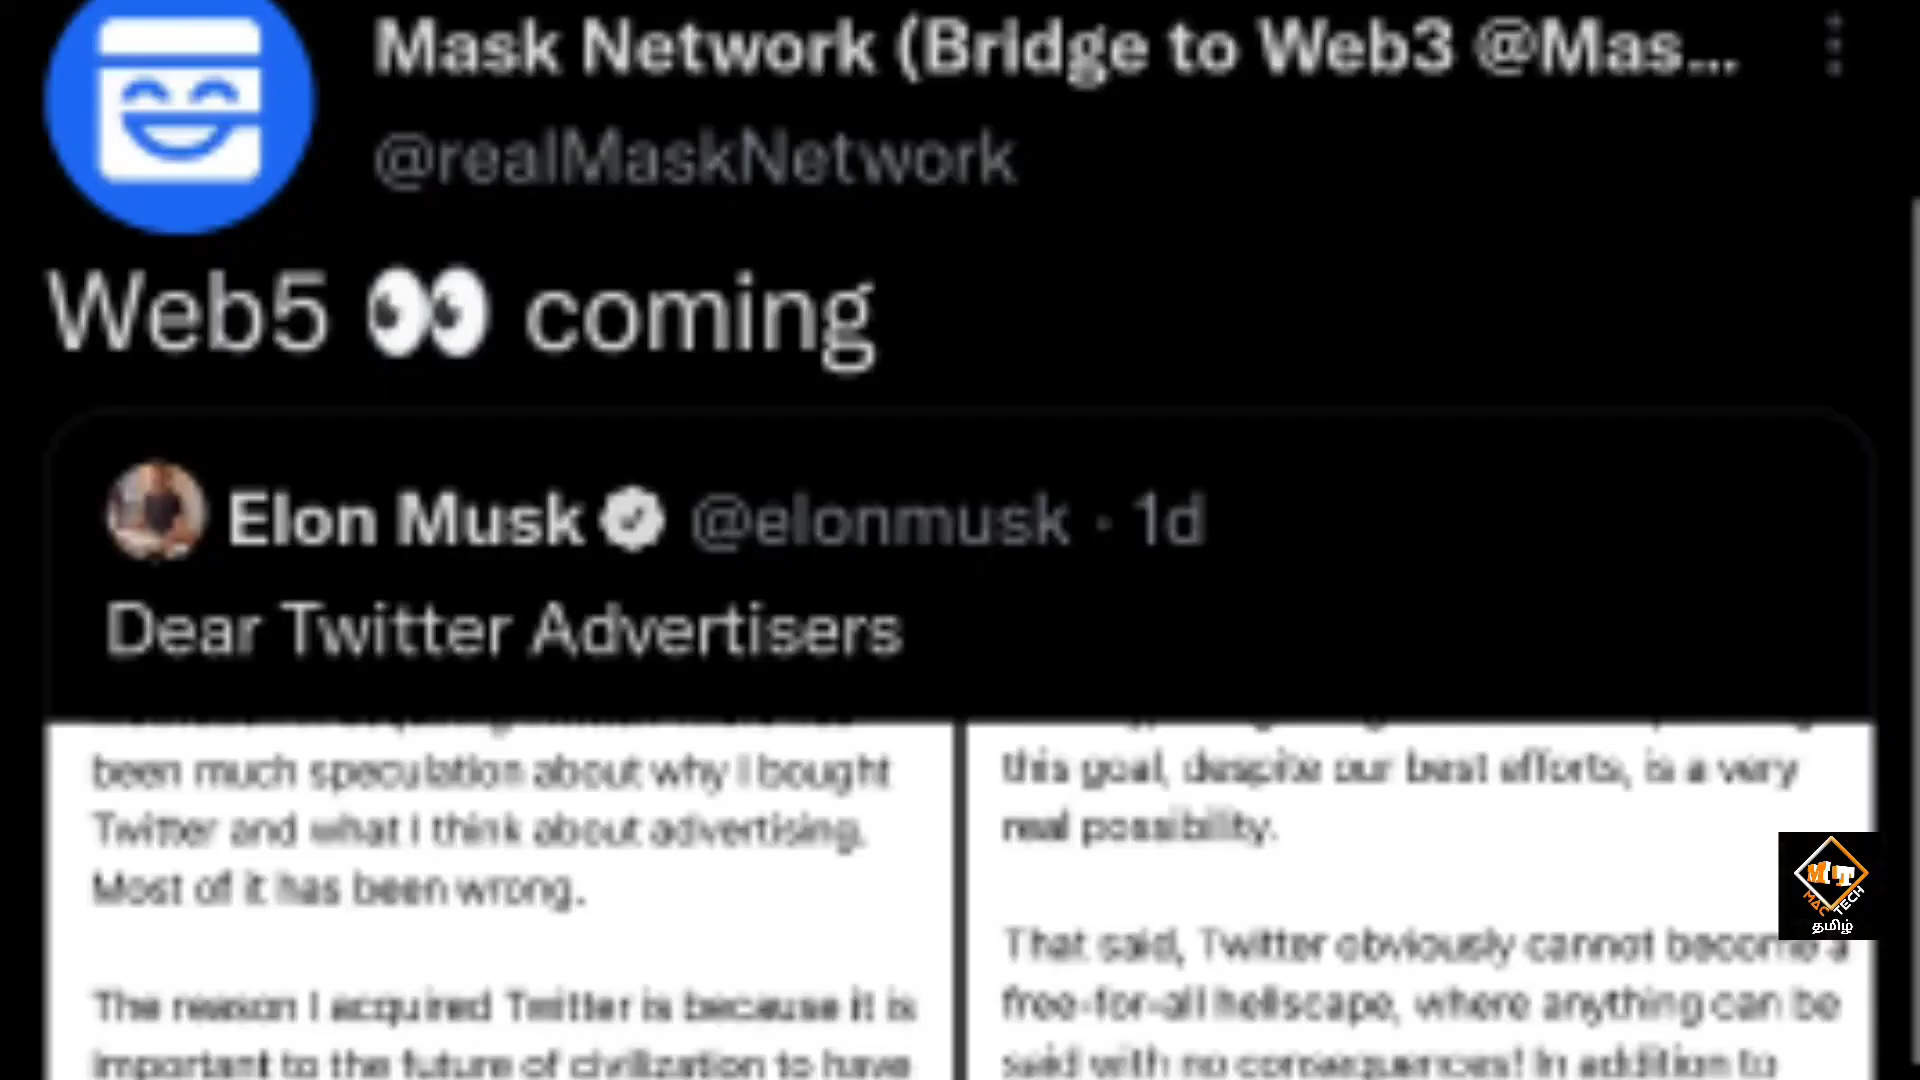 Mask Network (Bridge to Web3 @Mas...
@realMaskNetwork
Web5 👀 coming
Elon Musk @elonmusk · 1d
Dear Twitter Advertisers
been much speculation about why I bought
Twitter and what I think about advertising.
Most of it has been wrong.
The reason I acquired Twitter is because it is
important to the future of civilization to have
this goal, despite our best efforts, is a very
real possibility.
That said, Twitter obviously cannot become a
free-for-all hellscape, where anything can be
said with no consequences! In addition to
MT
MAC TECH
தமிழ்